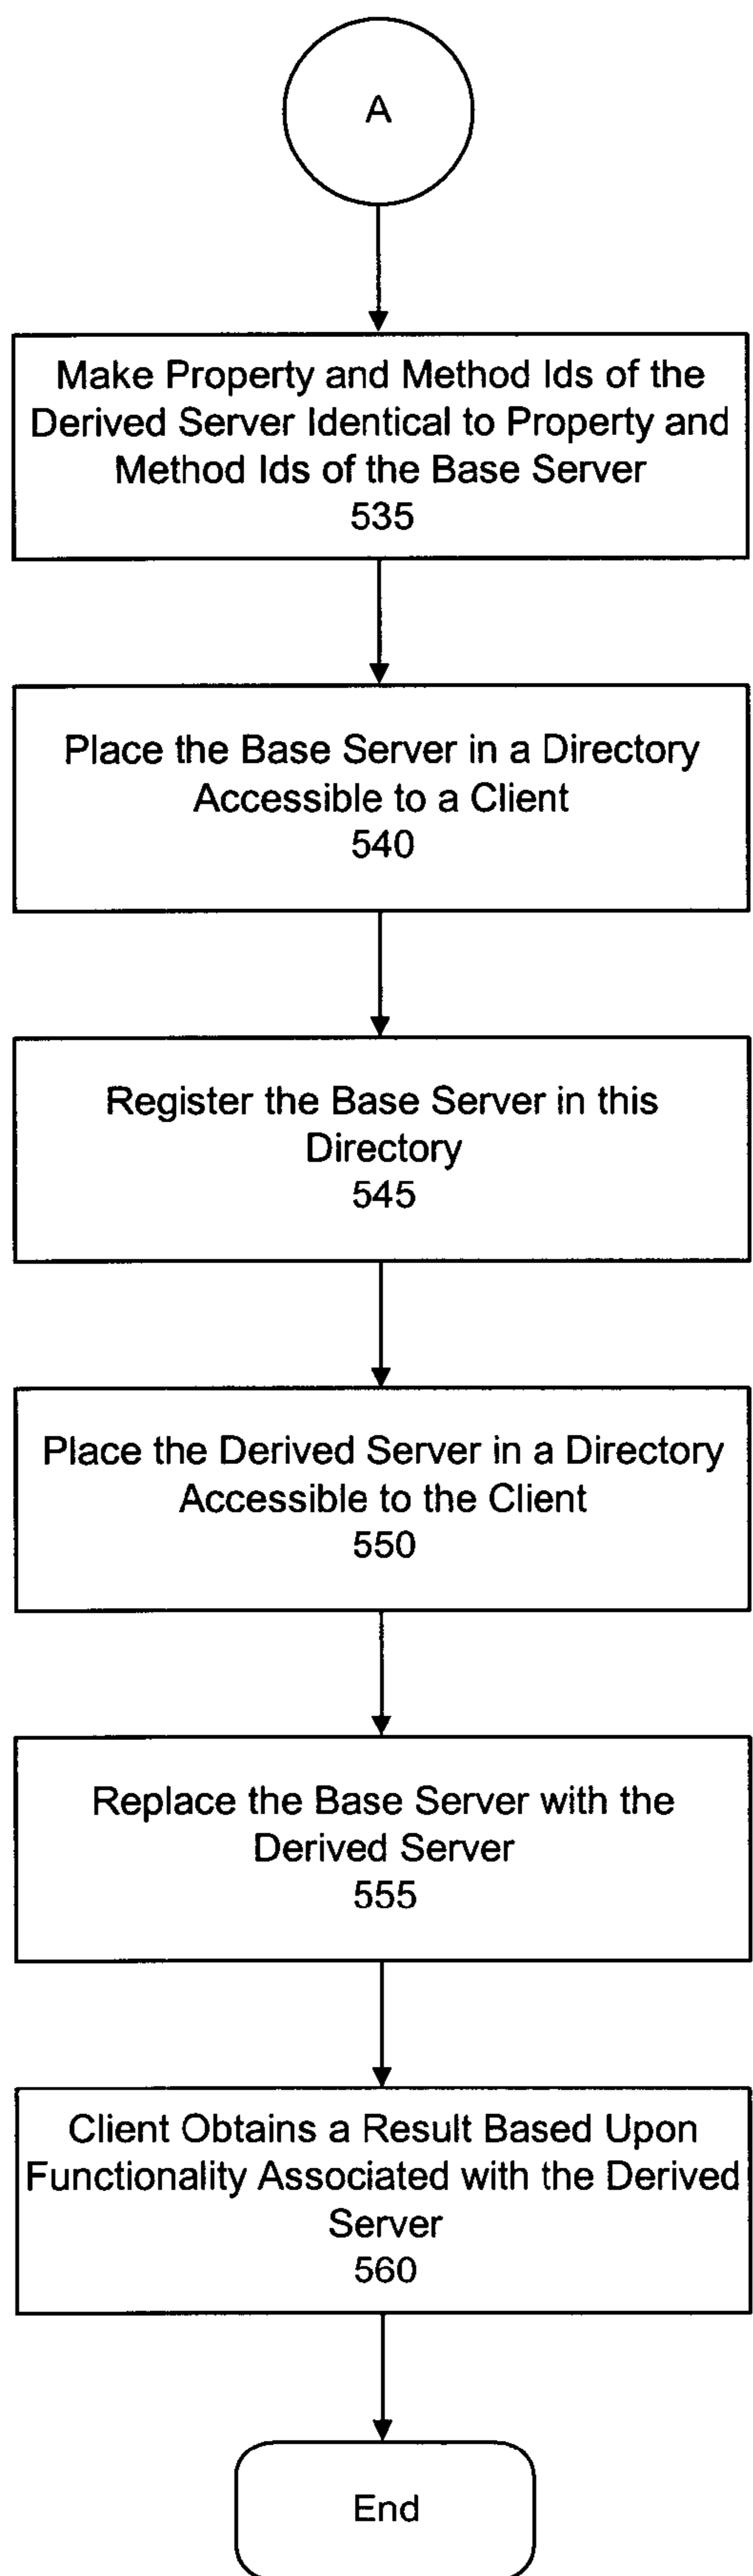 A
Make Property and Method Ids of the
Derived Server Identical to Property and
Method Ids of the Base Server
535
Place the Base Server in a Directory
Accessible to a Client
540
Register the Base Server in this
Directory
545
Place the Derived Server in a Directory
Accessible to the Client
550
Replace the Base Server with the
Derived Server
555
Client Obtains a Result Based Upon
Functionality Associated with the Derived
Server
560
End